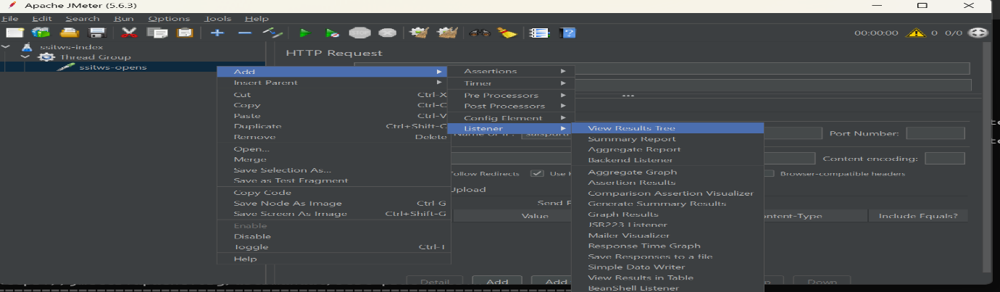 Apache JMeter (5.6.3)
File Edit Search Run Options Tools Help
00:00:00 0 0/0
ssitws-index
Thread Group
ssitws-opens
HTTP Request
Add
Insert Parent
Cut Ctrl-X
Copy Ctrl-C
Paste Ctrl-V
Duplicate Ctrl+Shift-C
Remove Delete
Open...
Merge
Save Selection As...
Save as Test Fragment
Copy Code
Save Node As Image Ctrl-G
Save Screen As Image Ctrl+Shift-G
Enable
Disable
Toggle Ctrl-T
Help
Assertions
Timer
Pre Processors
Post Processors
Config Element
Listener
View Results Tree
Summary Report
Aggregate Report
Backend Listener
Aggregate Graph
Assertion Results
Comparison Assertion Visualizer
Generate Summary Results
Graph Results
JSR223 Listener
Mailer Visualizer
Response Time Graph
Save Responses to a file
Simple Data Writer
View Results in Table
BeanShell Listener
Port Number:
Content encoding:
Follow Redirects Use
Browser-compatible headers
Upload
Send
Value
ontent-Type Include Equals?
Detail Add Add Down